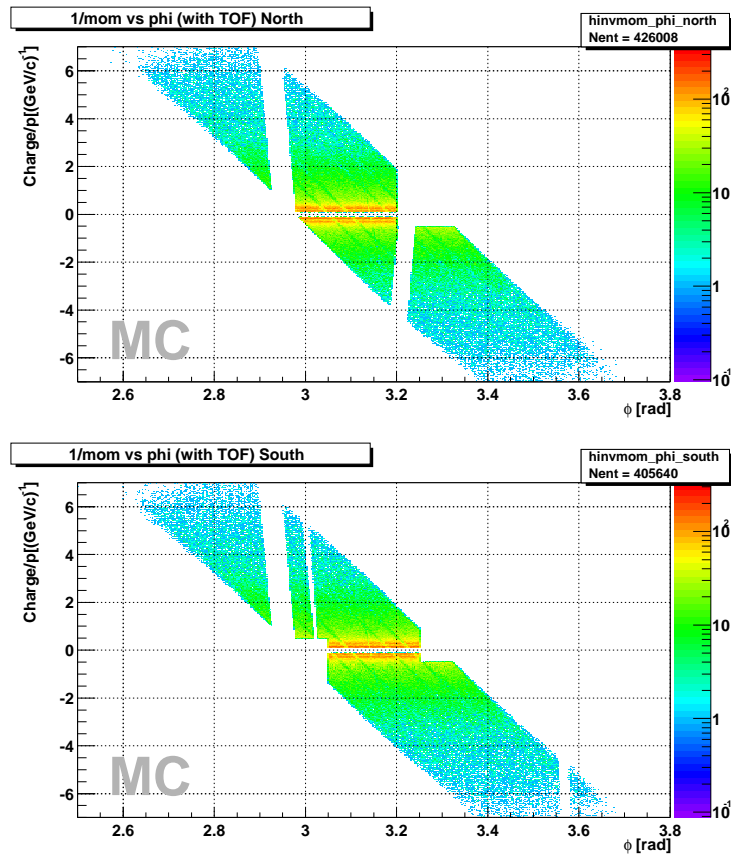 1/mom vs phi (with TOF) North
hinvmom_phi_north
Nent = 426008
Charge/p[(GeV/c)-1]
6
4
2
0
-2
-4
-6
MC
10^2
10
1
10^-1
2.6 2.8 3 3.2 3.4 3.6 3.8
ϕ [rad]
1/mom vs phi (with TOF) South
hinvmom_phi_south
Nent = 405640
Charge/p[(GeV/c)-1]
6
4
2
0
-2
-4
-6
MC
10^2
10
1
10^-1
2.6 2.8 3 3.2 3.4 3.6 3.8
ϕ [rad]